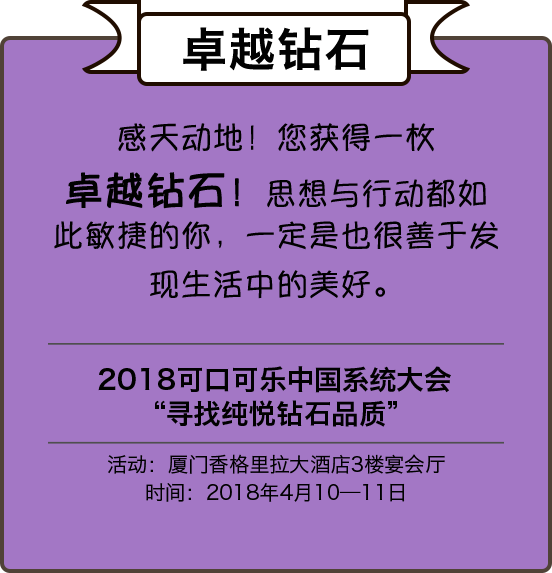 卓越钻石
感天动地！您获得一枚
卓越钻石！思想与行动都如
此敏捷的你，一定是也很善于发
现生活中的美好。
2018可口可乐中国系统大会
“寻找纯悦钻石品质”
活动：厦门香格里拉大酒店3楼宴会厅
时间：2018年4月10—11日